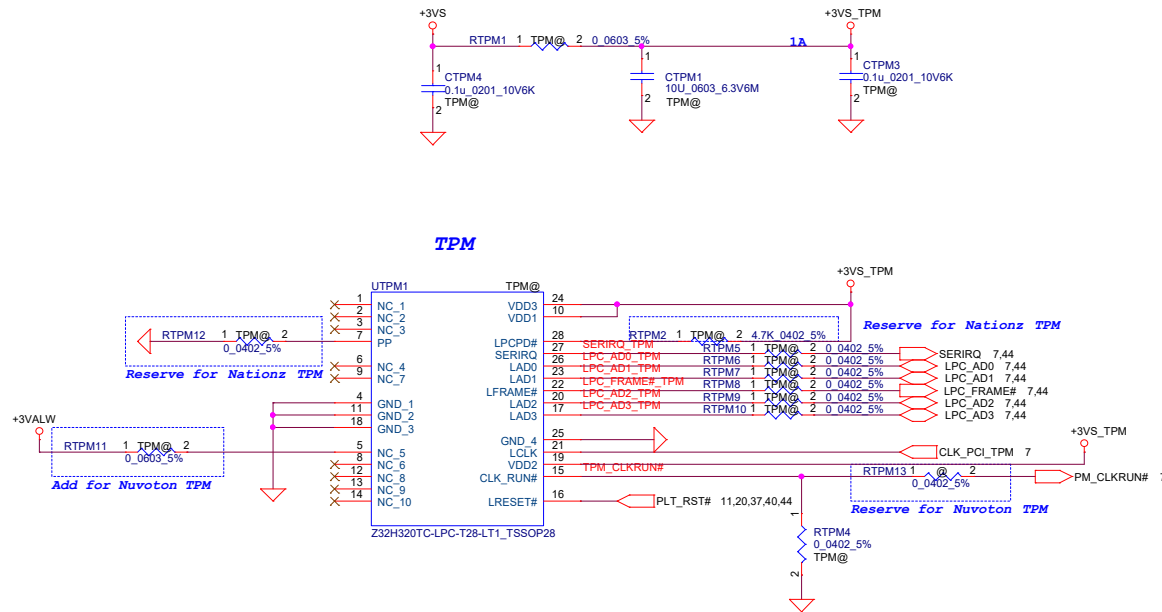 +3VS
+3VS_TPM
RTPM1 1 TPM@ 2 0_0603_5%
1A
1
CTPM4
0.1u_0201_10V6K
TPM@
2
1
CTPM1
10U_0603_6.3V6M
TPM@
2
1
CTPM3
0.1u_0201_10V6K
TPM@
2
TPM
+3VS_TPM
UTPM1 TPM@
1 NC_1
2 NC_2
3 NC_3
7 PP
6 NC_4
9 NC_7
4 GND_1
11 GND_2
18 GND_3
5 NC_5
8 NC_6
12 NC_8
13 NC_9
14 NC_10
VDD3 24
VDD1 10
LPCPD# 28
SERIRQ 27
LAD0 26
LAD1 23
LFRAME# 22
LAD2 20
LAD3 17
GND_4 25
LCLK 21
VDD2 19
CLK_RUN# 15
LRESET# 16
Z32H320TC-LPC-T28-LT1_TSSOP28
RTPM12 1 TPM@ 2
0_0402_5%
Reserve for Nationz TPM
+3VALW
RTPM11 1 TPM@ 2
0_0603_5%
Add for Nuvoton TPM
RTPM2 1 TPM@ 2 4.7K_0402_5%
Reserve for Nationz TPM
SERIRQ_TPM RTPM5 1 TPM@ 2 0_0402_5% SERIRQ 7,44
LPC_AD0_TPM RTPM6 1 TPM@ 2 0_0402_5% LPC_AD0 7,44
LPC_AD1_TPM RTPM7 1 TPM@ 2 0_0402_5% LPC_AD1 7,44
LPC_FRAME#_TPM RTPM8 1 TPM@ 2 0_0402_5% LPC_FRAME# 7,44
LPC_AD2_TPM RTPM9 1 TPM@ 2 0_0402_5% LPC_AD2 7,44
LPC_AD3_TPM RTPM10 1 TPM@ 2 0_0402_5% LPC_AD3 7,44
+3VS_TPM
CLK_PCI_TPM 7
TPM_CLKRUN#
RTPM13 1 @ 2
0_0402_5%
PM_CLKRUN# 7
Reserve for Nuvoton TPM
PLT_RST# 11,20,37,40,44
1
RTPM4
0_0402_5%
TPM@
2